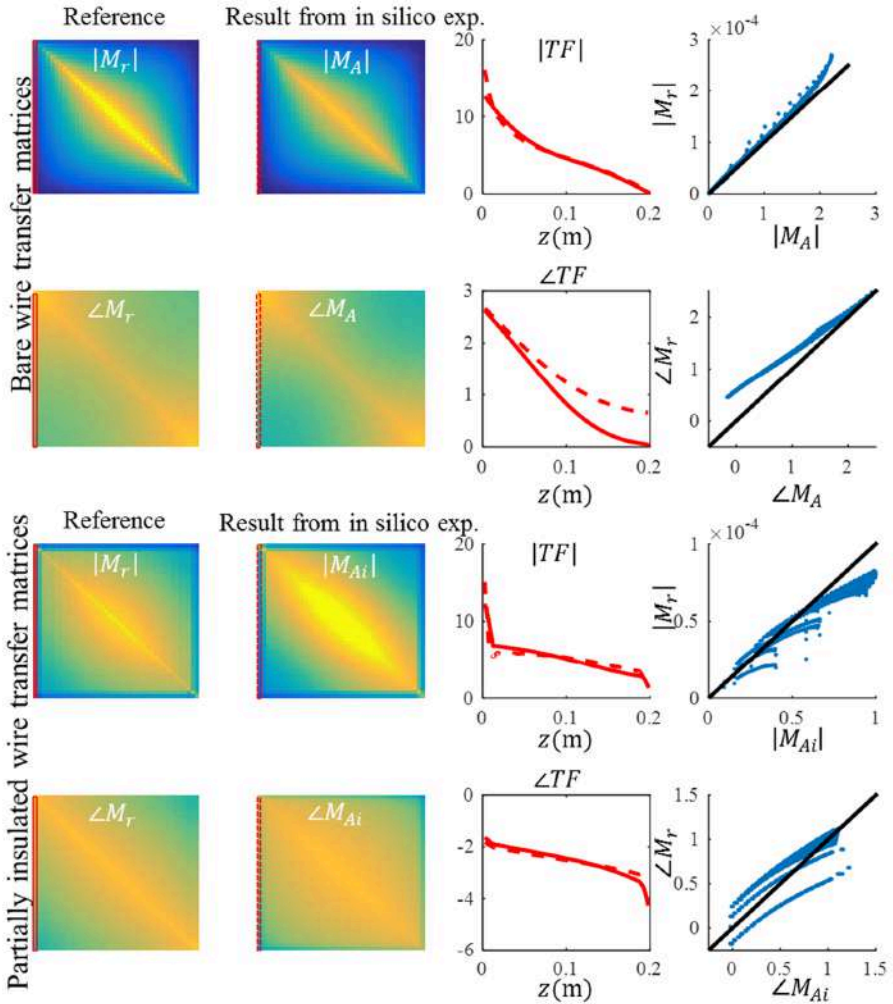 Reference
Result from in silico exp.
Bare wire transfer matrices
|M_r|
|M_A|
|TF|
20
10
0
0
0.1
0.2
z(m)
×10⁻⁴
|M_r|
4
3
2
1
0
0
1
2
3
|M_A|
∠M_r
∠M_A
∠TF
3
2
1
0
0
0.1
0.2
z(m)
∠M_r
2
1
0
0
1
2
∠M_A
Reference
Result from in silico exp.
Partially insulated wire transfer matrices
|M_r|
|M_Ai|
|TF|
20
10
0
0
0.1
0.2
z(m)
×10⁻⁴
|M_r|
1
0.5
0
0.5
1
|M_Ai|
∠M_r
∠M_Ai
∠TF
0
-2
-4
-6
0
0.1
0.2
z(m)
∠M_r
1.5
1
0.5
0
0
0.5
1
1.5
∠M_Ai